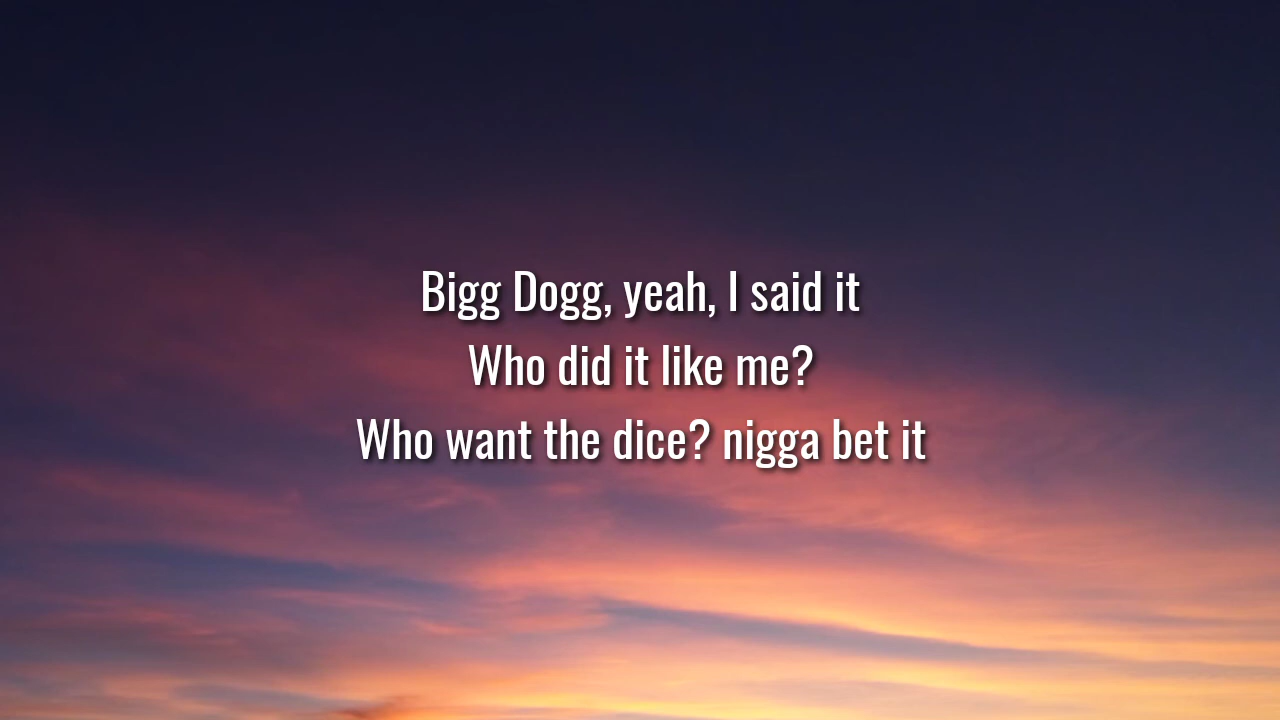 Bigg Dogg, yeah, I said it
Who did it like me?
Who want the dice? nigga bet it